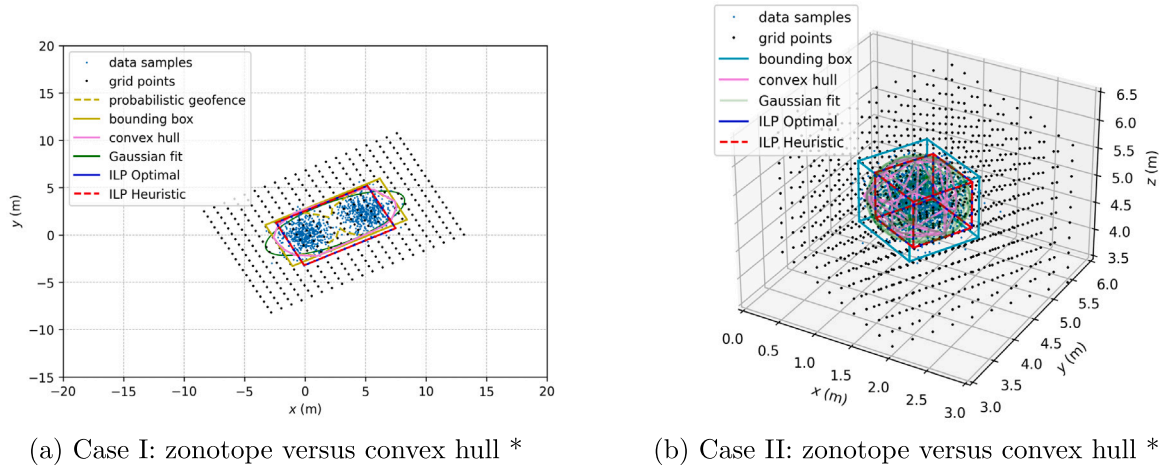 20
15
10
5
0
−5
−10
−15
−20
−15
−10
−5
0
5
10
15
20
y (m)
x (m)
data samples
grid points
probabilistic geofence
bounding box
convex hull
Gaussian fit
ILP Optimal
ILP Heuristic
data samples
grid points
bounding box
convex hull
Gaussian fit
ILP Optimal
ILP Heuristic
6.5
6.0
5.5
5.0
4.5
4.0
3.5
z (m)
6.0
5.5
5.0
4.5
4.0
3.5
3.0
y (m)
0.0
0.5
1.0
1.5
2.0
2.5
3.0
x (m)
(a) Case I: zonotope versus convex hull *
(b) Case II: zonotope versus convex hull *